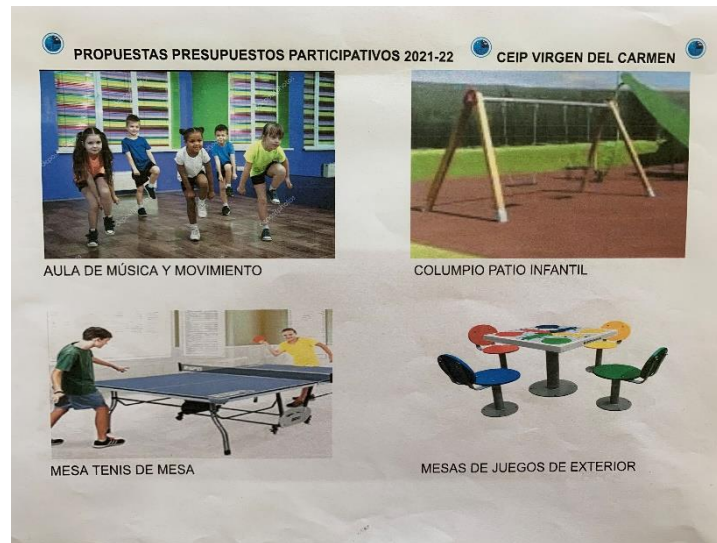 PROPUESTAS PRESUPUESTOS PARTICIPATIVOS 2021-22
CEIP VIRGEN DEL CARMEN
AULA DE MÚSICA Y MOVIMIENTO
COLUMPIO PATIO INFANTIL
MESA TENIS DE MESA
MESAS DE JUEGOS DE EXTERIOR